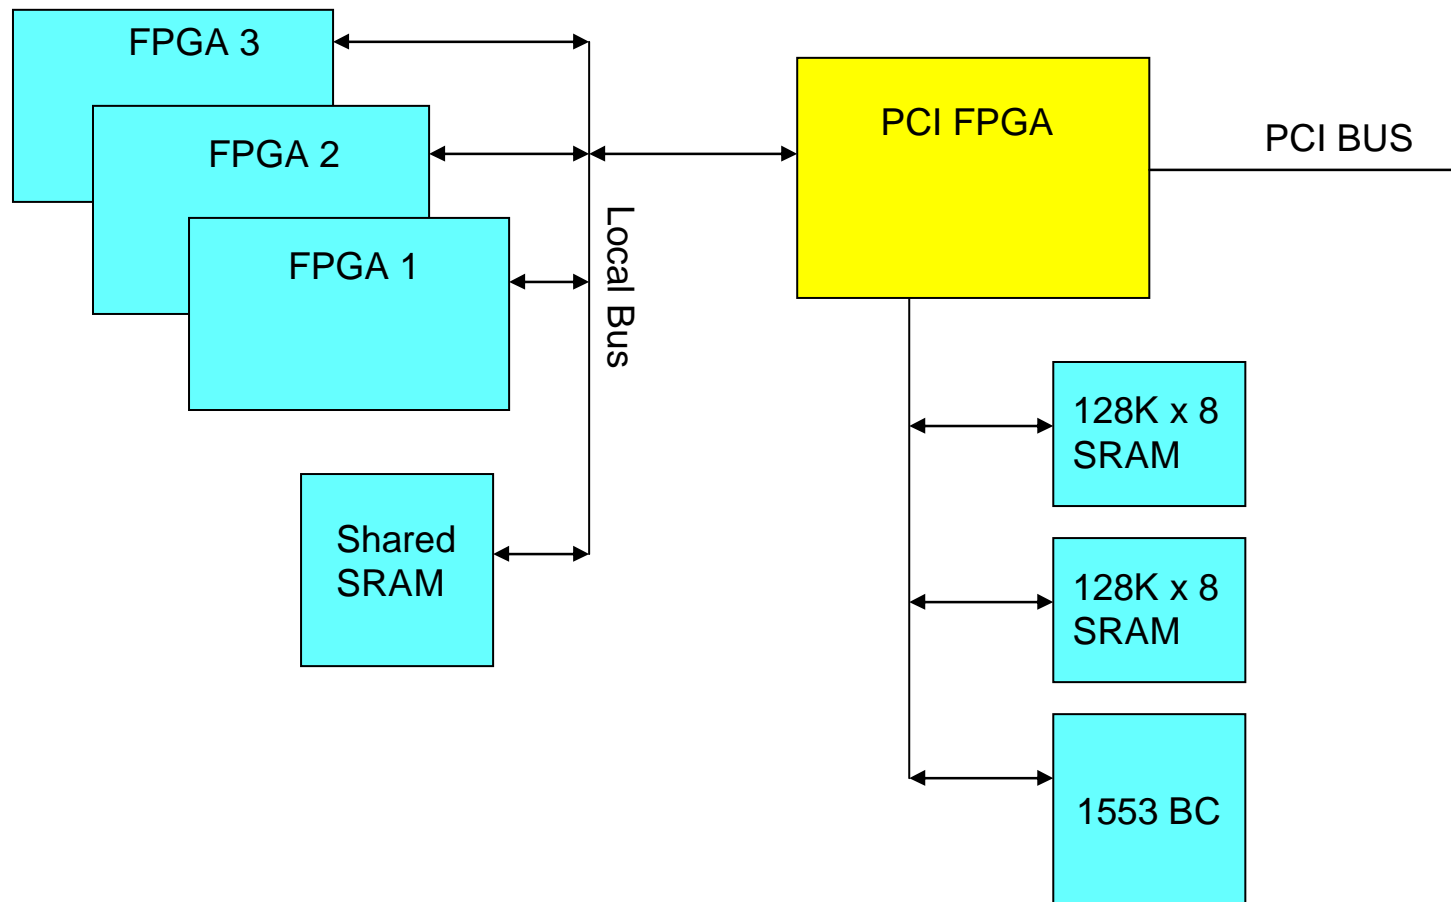 FPGA 3
FPGA 2
FPGA 1
Local Bus
Shared
SRAM
PCI FPGA
PCI BUS
128K x 8
SRAM
128K x 8
SRAM
1553 BC